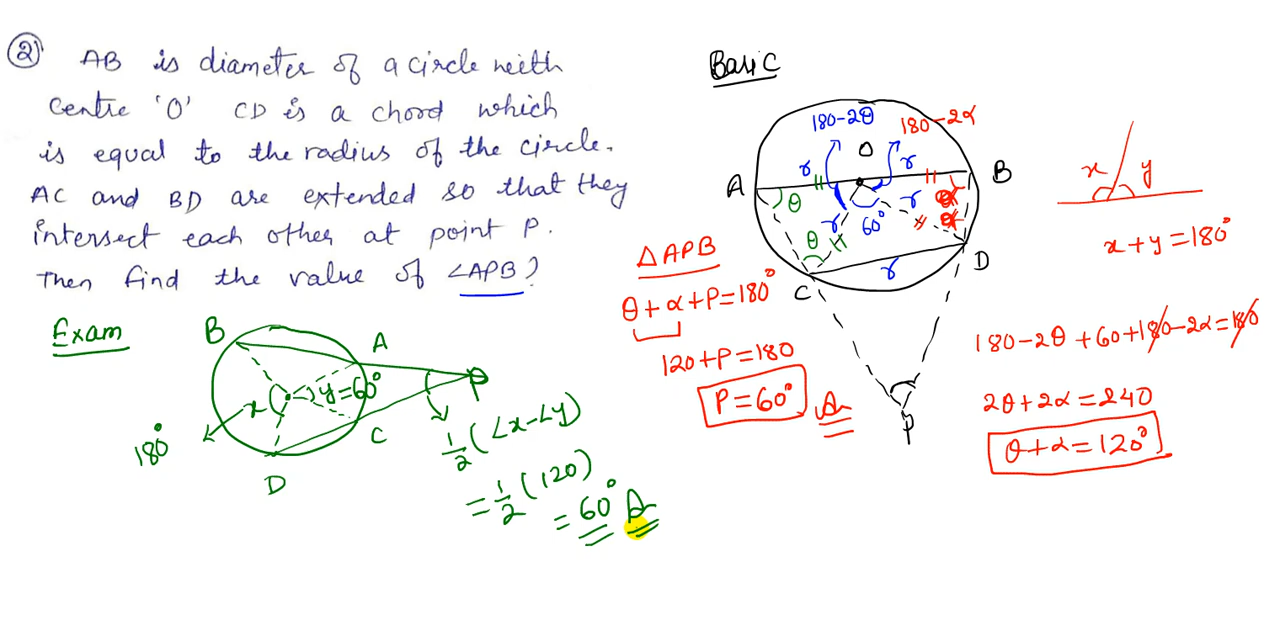 ② AB is diameter of a circle with
centre 'O' CD is a chord which
is equal to the radius of the circle.
AC and BD are extended so that they
intersect each other at point P.
Then find the value of ∠APB?
Exam
B
A
P
x
y=60°
180°
C
D
1/2 (∠x-∠y)
= 1/2 (120)
= 60°
Basic
180-2θ
180-2α
O
r
r
A
B
θ
r
60°
r
θ
α
r
C
D
P
△APB
θ+α+P=180°
120+P=180
P=60°
x
y
x+y=180°
180-2θ+60+180-2α=180
2θ+2α=240
θ+α=120°